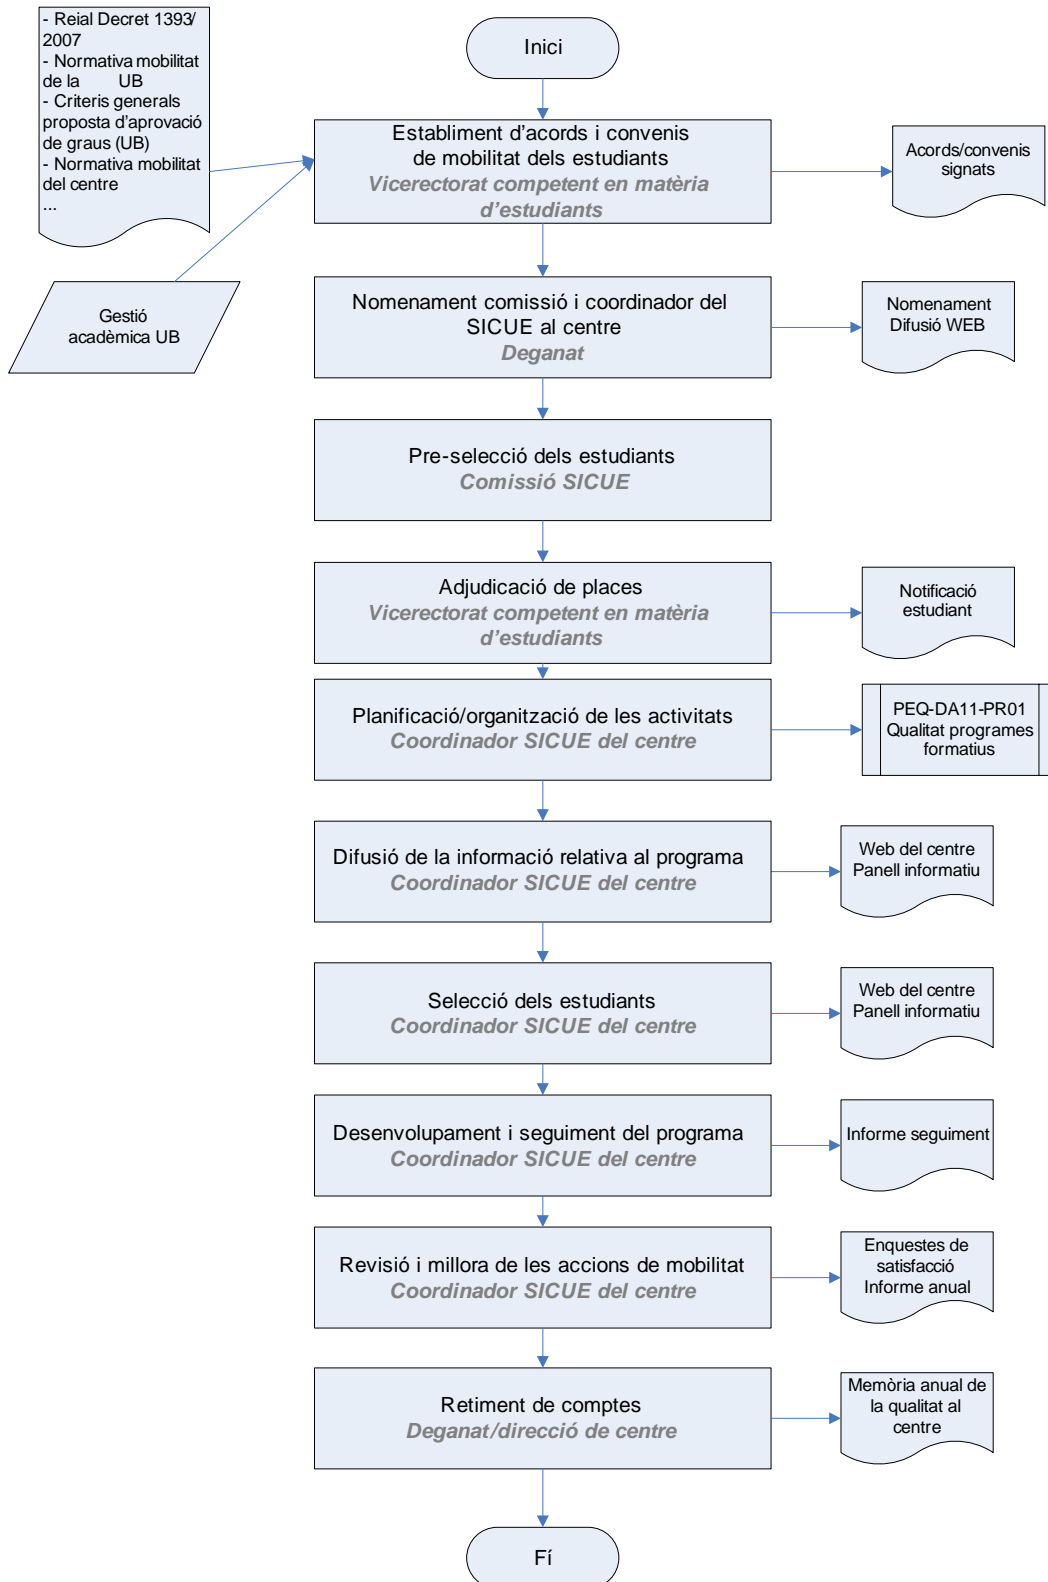 - Reial Decret 1393/
2007
- Normativa mobilitat
de la UB
- Criteris generals
proposta d'aprovació
de graus (UB)
- Normativa mobilitat
del centre
...
Inici
Establiment d'acords i convenis
de mobilitat dels estudiants
Vicerectorat competent en matèria
d'estudiants
Acords/convenis
signats
Gestió
acadèmica UB
Nomenament comissió i coordinador del
SICUE al centre
Deganat
Nomenament
Difusió WEB
Pre-selecció dels estudiants
Comissió SICUE
Adjudicació de places
Vicerectorat competent en matèria
d'estudiants
Notificació
estudiant
Planificació/organització de les activitats
Coordinador SICUE del centre
PEQ-DA11-PR01
Qualitat programes
formatius
Difusió de la informació relativa al programa
Coordinador SICUE del centre
Web del centre
Panell informatiu
Selecció dels estudiants
Coordinador SICUE del centre
Web del centre
Panell informatiu
Desenvolupament i seguiment del programa
Coordinador SICUE del centre
Informe seguiment
Revisió i millora de les accions de mobilitat
Coordinador SICUE del centre
Enquestes de
satisfacció
Informe anual
Retiment de comptes
Deganat/direcció de centre
Memòria anual de
la qualitat al
centre
Fí